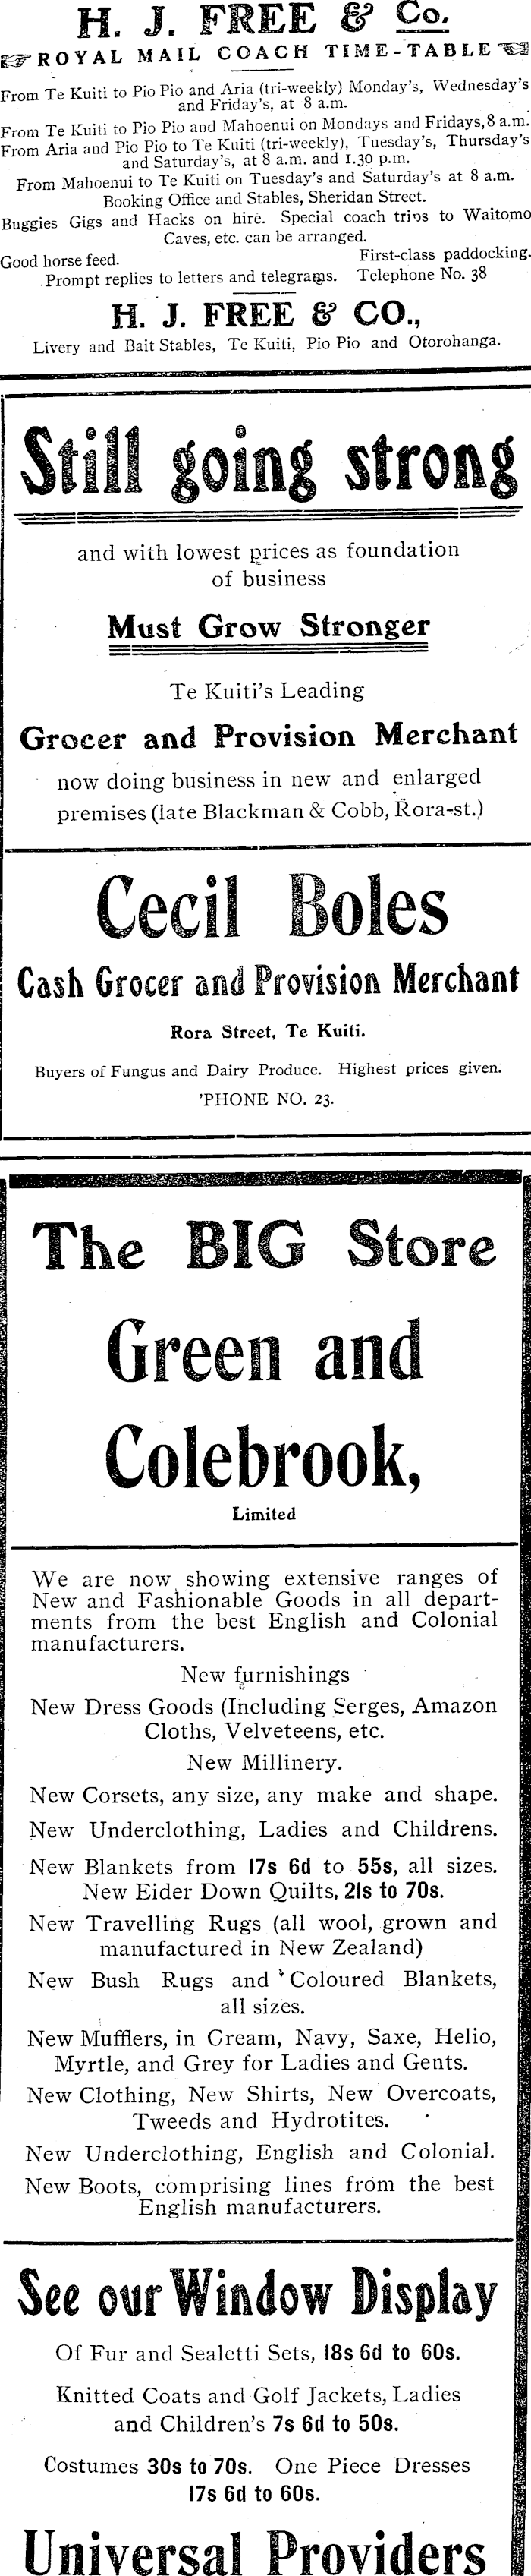 H. J. FREE & Co.
ROYAL MAIL COACH TIME-TABLE
From Te Kuiti to Pio Pio and Aria (tri-weekly) Monday's, Wednesday's
and Friday's, at 8 a.m.
From Te Kuiti to Pio Pio and Mahoenui on Mondays and Fridays, 8 a.m.
From Aria and Pio Pio to Te Kuiti (tri-weekly), Tuesday's, Thursday's
and Saturday's, at 8 a.m. and 1.30 p.m.
From Mahoenui to Te Kuiti on Tuesday's and Saturday's at 8 a.m.
Booking Office and Stables, Sheridan Street.
Buggies Gigs and Hacks on hire. Special coach trips to Waitomo
Caves, etc. can be arranged.
Good horse feed. First-class paddocking.
Prompt replies to letters and telegrams. Telephone No. 38
H. J. FREE & CO.,
Livery and Bait Stables, Te Kuiti, Pio Pio and Otorohanga.
Still going strong
and with lowest prices as foundation
of business
Must Grow Stronger
Te Kuiti's Leading
Grocer and Provision Merchant
now doing business in new and enlarged
premises (late Blackman & Cobb, Rora-st.)
Cecil Boles
Cash Grocer and Provision Merchant
Rora Street, Te Kuiti.
Buyers of Fungus and Dairy Produce. Highest prices given.
'PHONE NO. 23.
The BIG Store
Green and
Colebrook,
Limited
We are now showing extensive ranges of
New and Fashionable Goods in all depart-
ments from the best English and Colonial
manufacturers.
New furnishings
New Dress Goods (Including Serges, Amazon
Cloths, Velveteens, etc.
New Millinery.
New Corsets, any size, any make and shape.
New Underclothing, Ladies and Childrens.
New Blankets from 17s 6d to 55s, all sizes.
New Eider Down Quilts, 21s to 70s.
New Travelling Rugs (all wool, grown and
manufactured in New Zealand)
New Bush Rugs and Coloured Blankets,
all sizes.
New Mufflers, in Cream, Navy, Saxe, Helio,
Myrtle, and Grey for Ladies and Gents.
New Clothing, New Shirts, New Overcoats,
Tweeds and Hydrotites.
New Underclothing, English and Colonial.
New Boots, comprising lines from the best
English manufacturers.
See our Window Display
Of Fur and Sealetti Sets, 18s 6d to 60s.
Knitted Coats and Golf Jackets, Ladies
and Children's 7s 6d to 50s.
Costumes 30s to 70s. One Piece Dresses
17s 6d to 60s.
Universal Providers